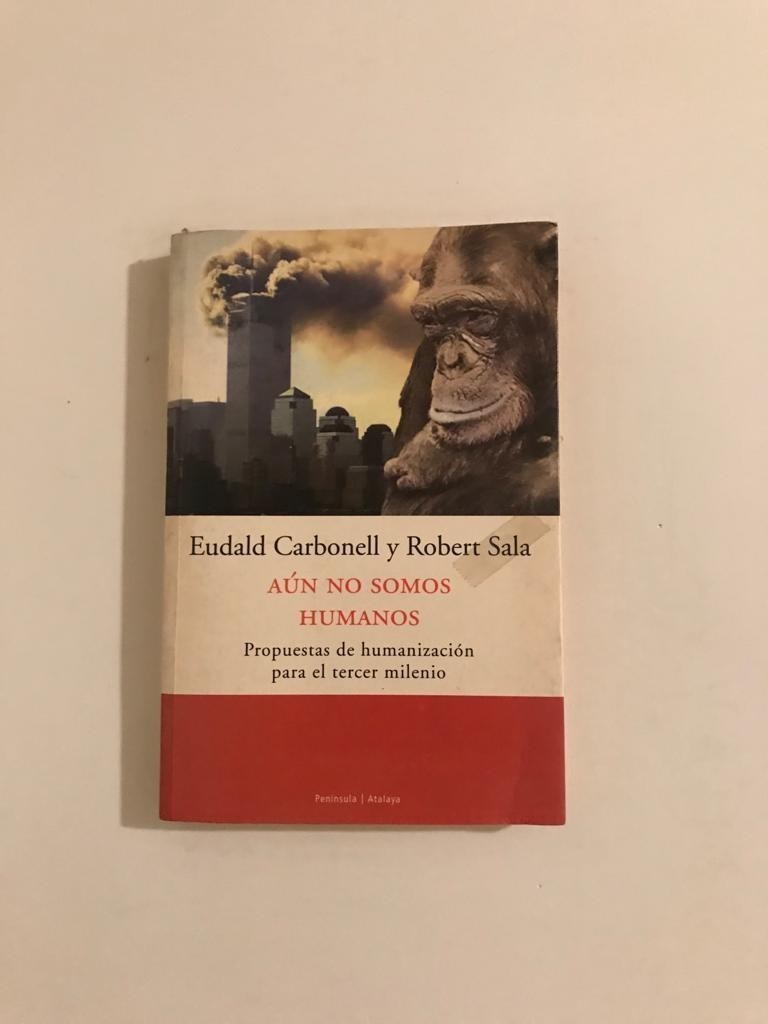 Eudald Carbonell y Robert Sala
AÚN NO SOMOS
HUMANOS
Propuestas de humanización
para el tercer milenio
Península | Atalaya